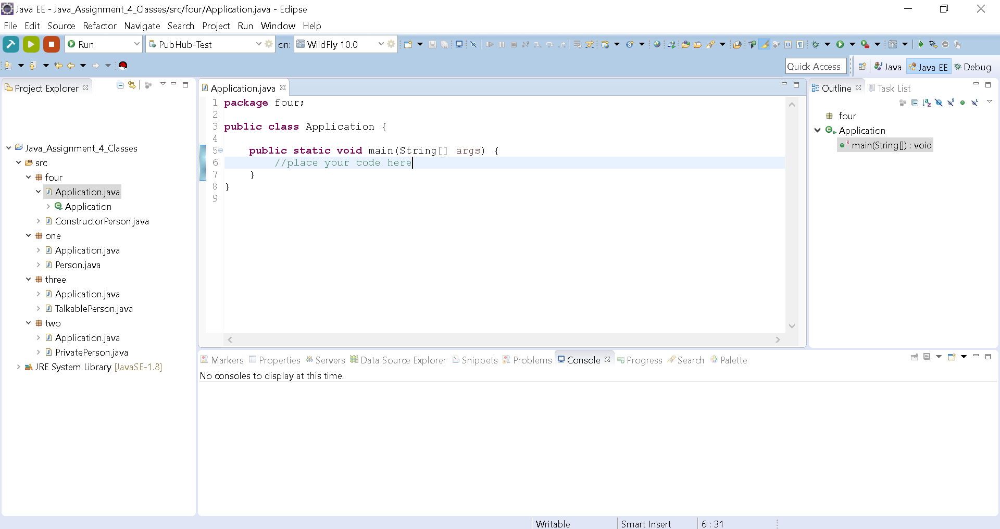 Java EE - Java_Assignment_4_Classes/src/four/Application.java - Eclipse
File Edit Source Refactor Navigate Search Project Run Window Help
Run PubHub-Test on: WildFly 10.0
Quick Access Java Java EE Debug
Project Explorer
Java_Assignment_4_Classes
src
four
Application.java
Application
ConstructorPerson.java
one
Application.java
Person.java
three
Application.java
TalkablePerson.java
two
Application.java
PrivatePerson.java
JRE System Library [JavaSE-1.8]
Application.java
1 package four;
2
3 public class Application {
4
5 public static void main(String[] args) {
6 //place your code here
7 }
8 }
9
Outline Task List
four
Application
main(String[]) : void
Markers Properties Servers Data Source Explorer Snippets Problems Console Progress Search Palette
No consoles to display at this time.
Writable Smart Insert 6 : 31